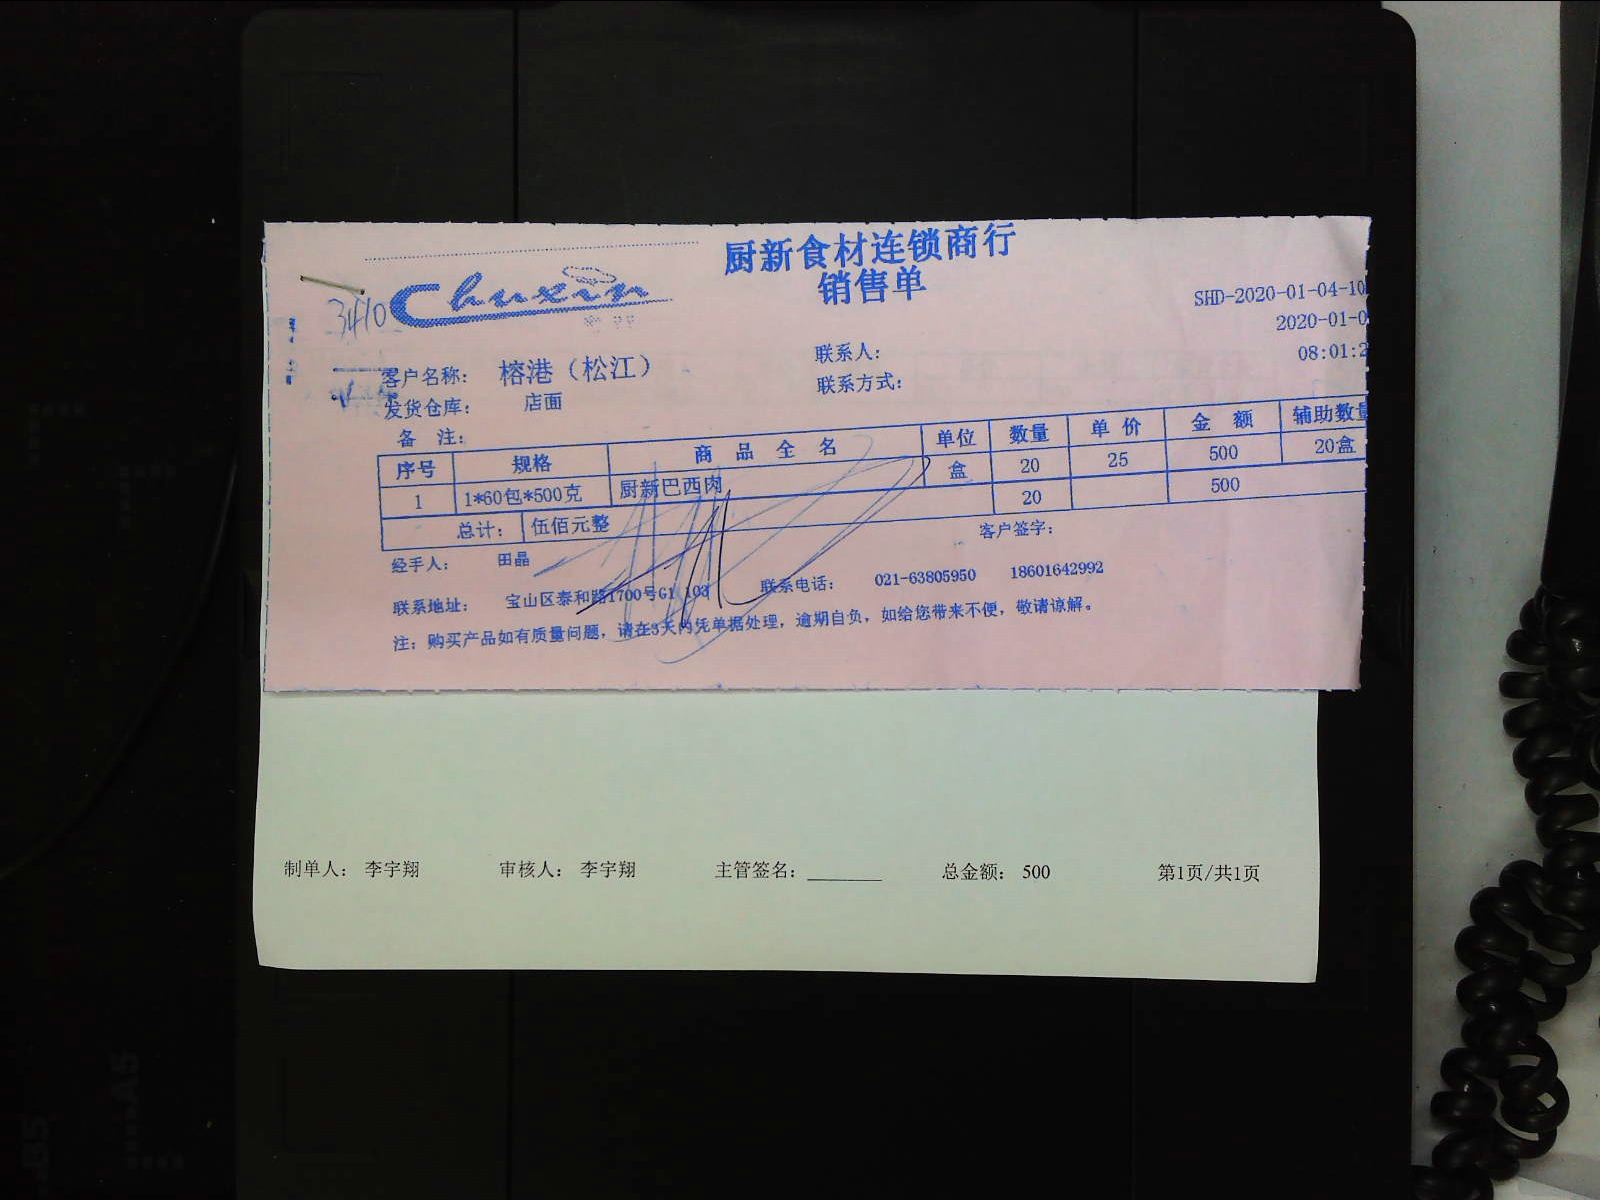 厨新食材连锁商行
销售单
Chuxin
3410
SHD-2020-01-04-10
2020-01-0
08:01:2
客户名称： 榕港（松江） 联系人：
发货仓库： 店面 联系方式：
备 注：
序号 规格 商品全名 单位 数量 单价 金额 辅助数量
1 1*60包*500克 厨新巴西肉 盒 20 25 500 20盒
总计： 伍佰元整 20 500
经手人： 田晶 客户签字：
联系地址： 宝山区泰和路1700号G1 103 联系电话： 021-63805950 18601642992
注：购买产品如有质量问题，请在3天内凭单据处理，逾期自负，如给您带来不便，敬请谅解。
制单人： 李宇翔 审核人： 李宇翔 主管签名： 总金额： 500 第1页/共1页
A5
B5